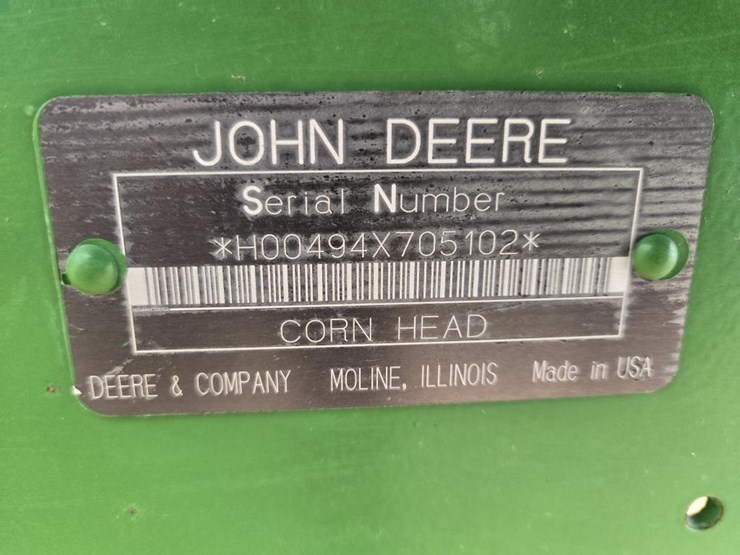 JOHN DEERE
Serial Number
*H00494X705102*
CORN HEAD
DEERE & COMPANY MOLINE, ILLINOIS Made in USA